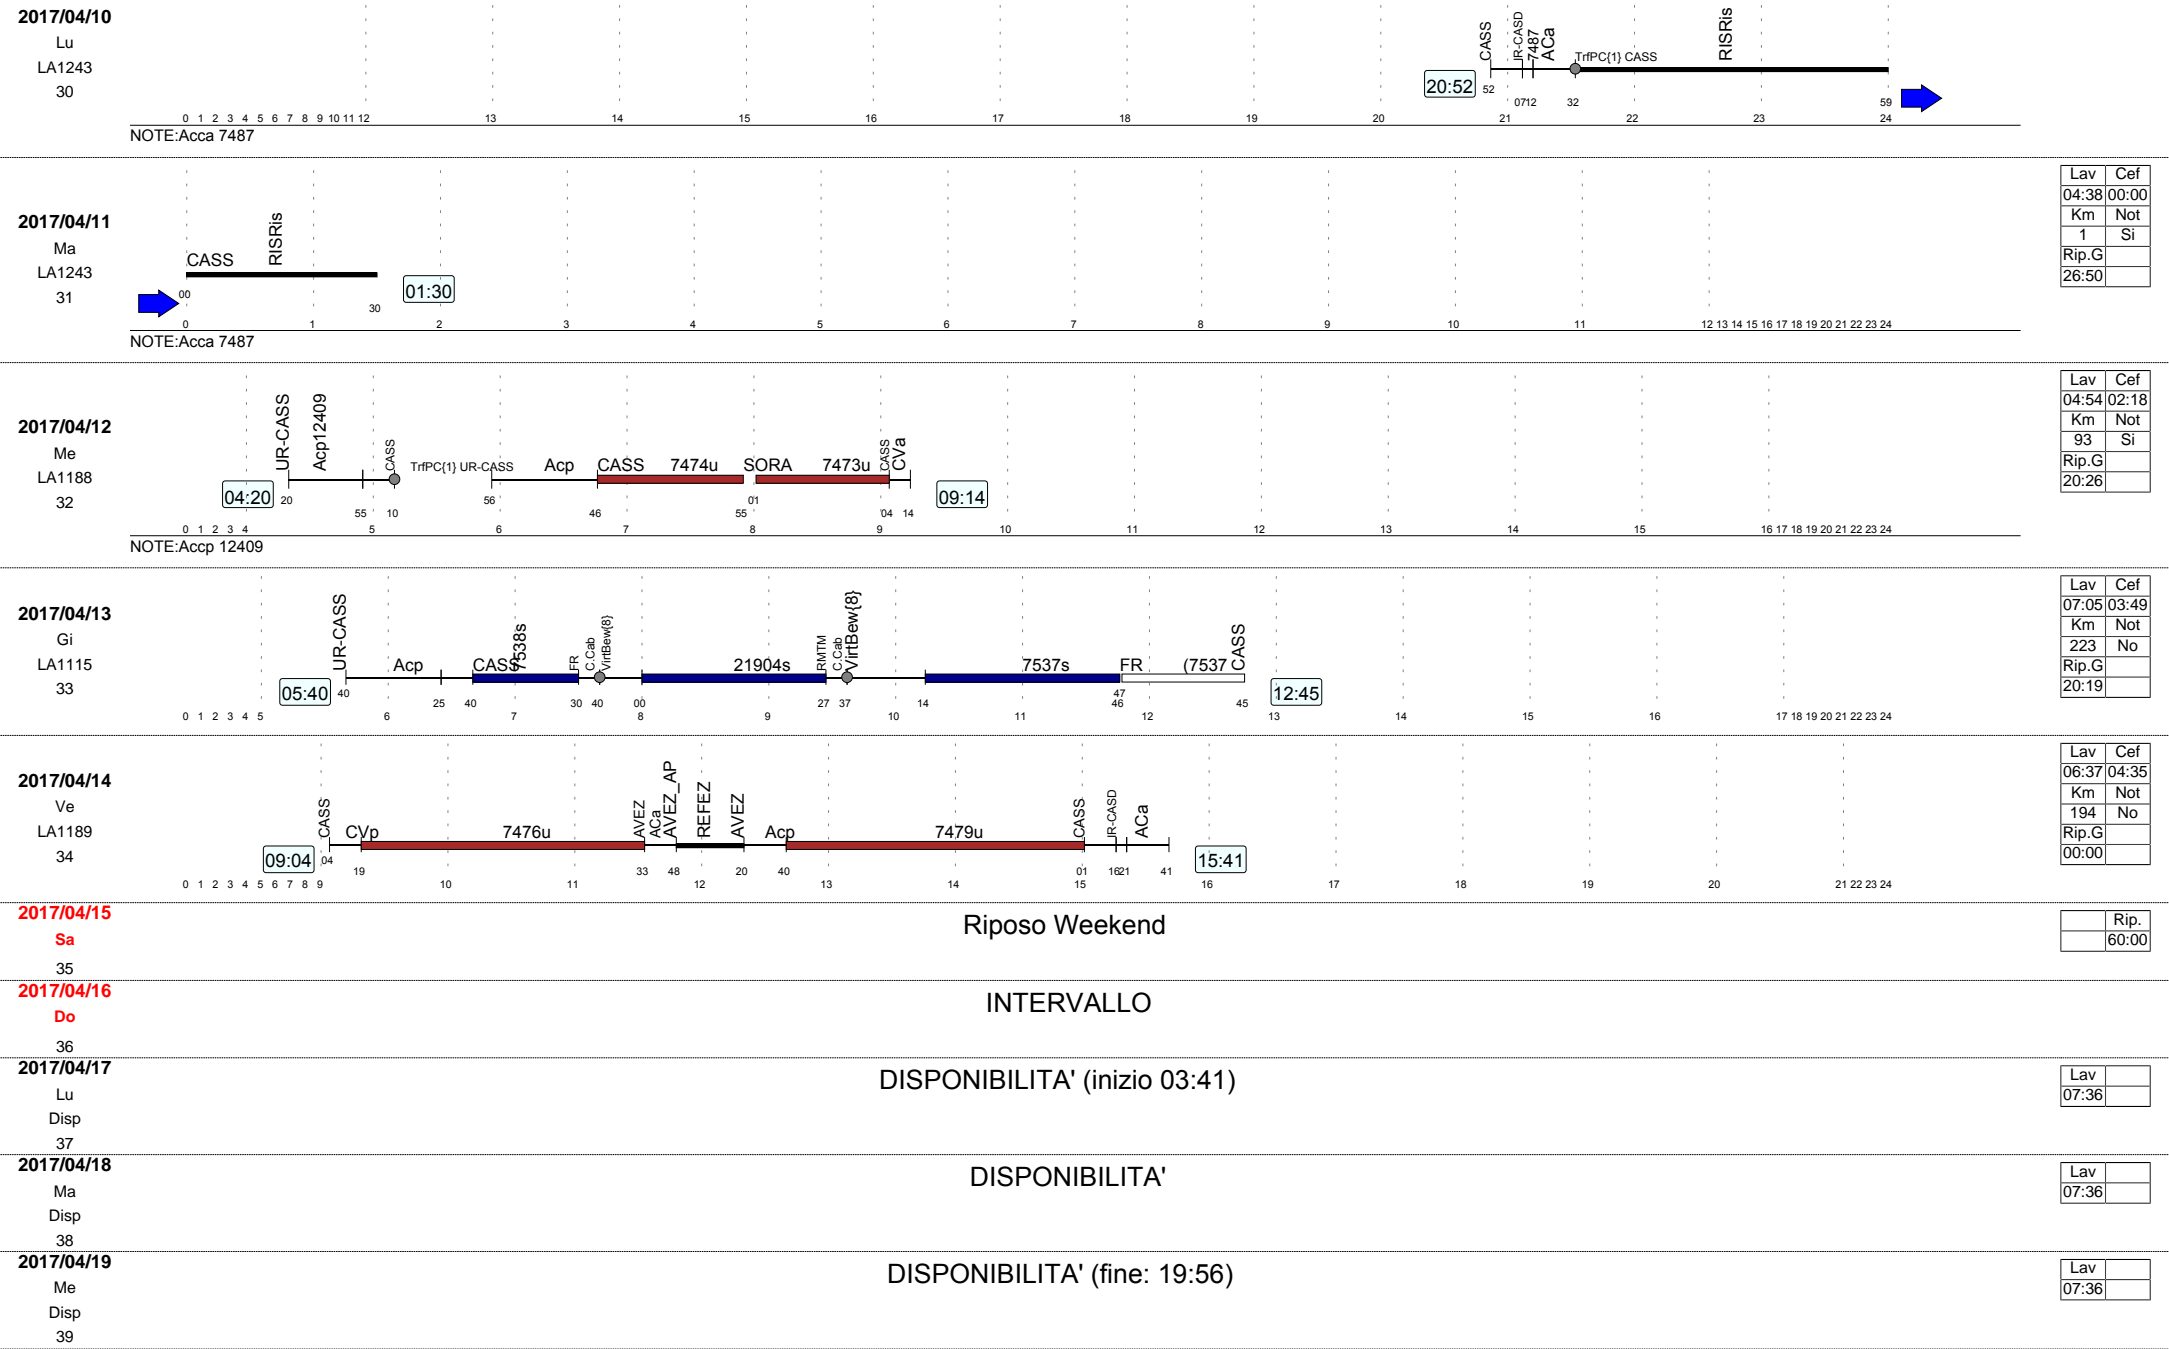 2017/04/10
Lu
LA1243
30
20:52
CASS
IR-CASD
7487
ACa
TrfPC{1} CASS
RISRis
52 07 12 32 59
0 1 2 3 4 5 6 7 8 9 10 11 12 13 14 15 16 17 18 19 20 21 22 23 24
NOTE:Acca 7487
2017/04/11
Ma
LA1243
31
CASS
RISRis
00 30
01:30
0 1 2 3 4 5 6 7 8 9 10 11 12 13 14 15 16 17 18 19 20 21 22 23 24
NOTE:Acca 7487
Lav Cef
04:38 00:00
Km Not
1 Si
Rip.G
26:50
2017/04/12
Me
LA1188
32
04:20
UR-CASS
Acp12409
CASS
TrfPC{1} UR-CASS
Acp CASS 7474u SORA 7473u
CASS
CVa
20 55 10 56 46 55 01 04 14
09:14
0 1 2 3 4 5 6 7 8 9 10 11 12 13 14 15 16 17 18 19 20 21 22 23 24
NOTE:Accp 12409
Lav Cef
04:54 02:18
Km Not
93 Si
Rip.G
20:26
2017/04/13
Gi
LA1115
33
05:40
UR-CASS
Acp CASS
7538s
FR
C.Cab
VirtBew{8}
21904s
RMTM
C.Cab
VirtBew{8}
7537s FR (7537
CASS
40 25 40 30 40 00 27 37 14 47 46 45
12:45
0 1 2 3 4 5 6 7 8 9 10 11 12 13 14 15 16 17 18 19 20 21 22 23 24
Lav Cef
07:05 03:49
Km Not
223 No
Rip.G
20:19
2017/04/14
Ve
LA1189
34
09:04
CASS
CVp 7476u
AVEZ
ACa
AVEZ_AP
REFEZ
AVEZ
Acp 7479u
CASS
IR-CASD
ACa
04 19 33 48 20 40 01 16 21 41
15:41
0 1 2 3 4 5 6 7 8 9 10 11 12 13 14 15 16 17 18 19 20 21 22 23 24
Lav Cef
06:37 04:35
Km Not
194 No
Rip.G
00:00
2017/04/15
Sa
35
Riposo Weekend
Rip.
60:00
2017/04/16
Do
36
INTERVALLO
2017/04/17
Lu
Disp
37
DISPONIBILITA' (inizio 03:41)
Lav
07:36
2017/04/18
Ma
Disp
38
DISPONIBILITA'
Lav
07:36
2017/04/19
Me
Disp
39
DISPONIBILITA' (fine: 19:56)
Lav
07:36